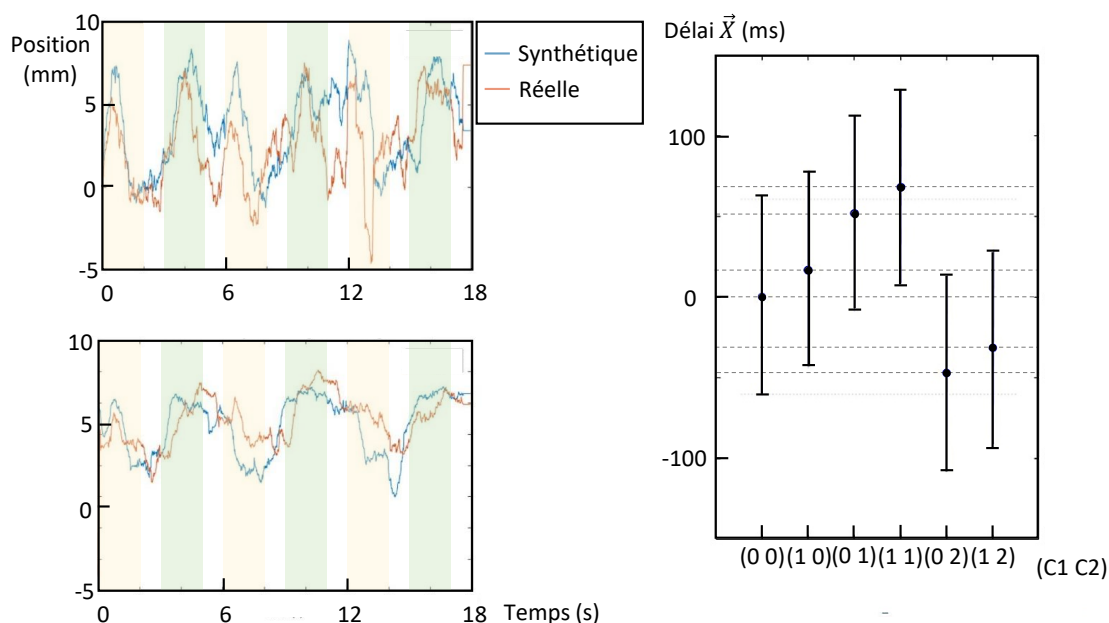 Position
(mm)
10
5
0
-5
0 6 12 18
Synthétique
Réelle
10
5
0
-5
0 6 12 18
Temps (s)
Délai X⃗ (ms)
100
0
-100
(0 0) (1 0) (0 1) (1 1) (0 2) (1 2)
(C1 C2)